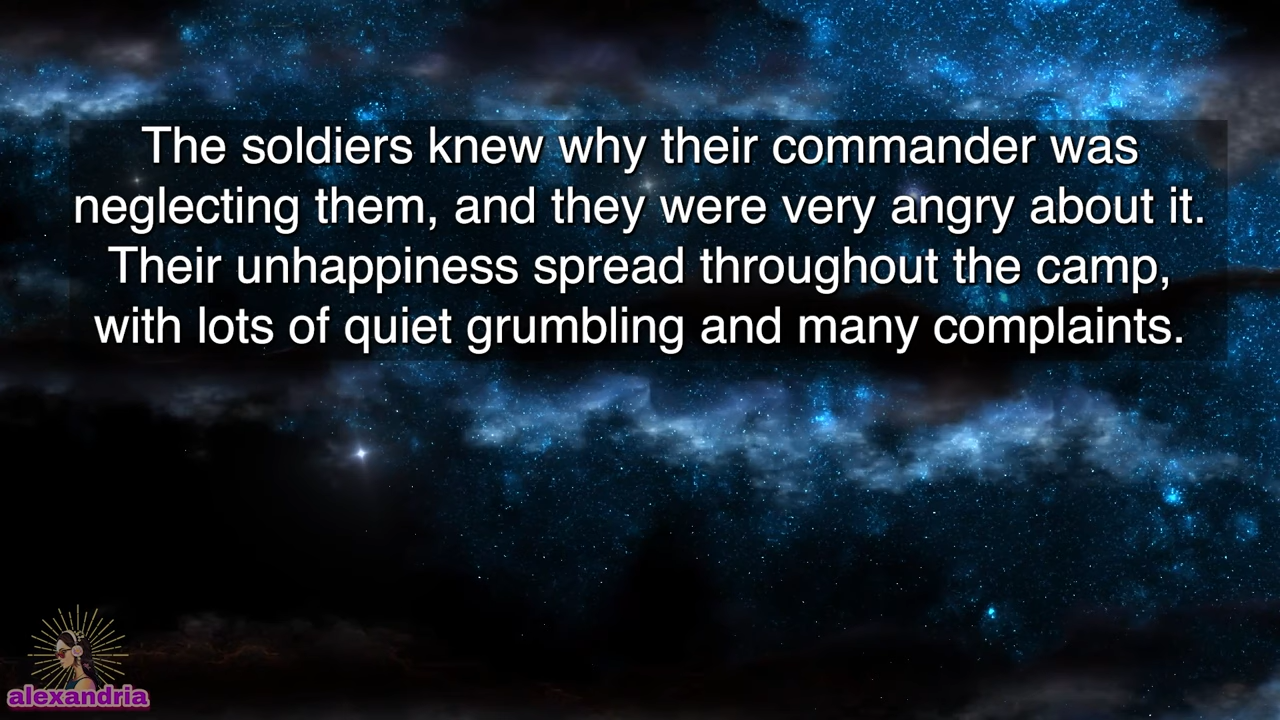 The soldiers knew why their commander was
neglecting them, and they were very angry about it.
Their unhappiness spread throughout the camp,
with lots of quiet grumbling and many complaints.
alexandria